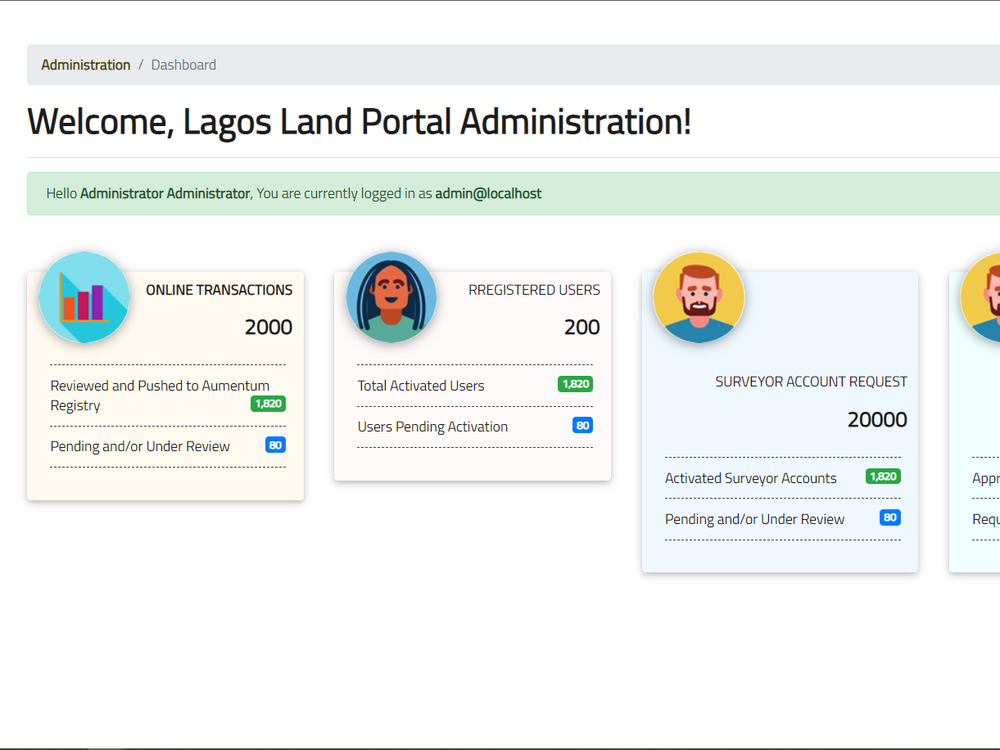 Administration / Dashboard
Welcome, Lagos Land Portal Administration!
Hello Administrator Administrator, You are currently logged in as admin@localhost
ONLINE TRANSACTIONS
2000
Reviewed and Pushed to Aumentum
Registry 1,820
Pending and/or Under Review 80
RREGISTERED USERS
200
Total Activated Users 1,820
Users Pending Activation 80
SURVEYOR ACCOUNT REQUEST
20000
Activated Surveyor Accounts 1,820
Pending and/or Under Review 80